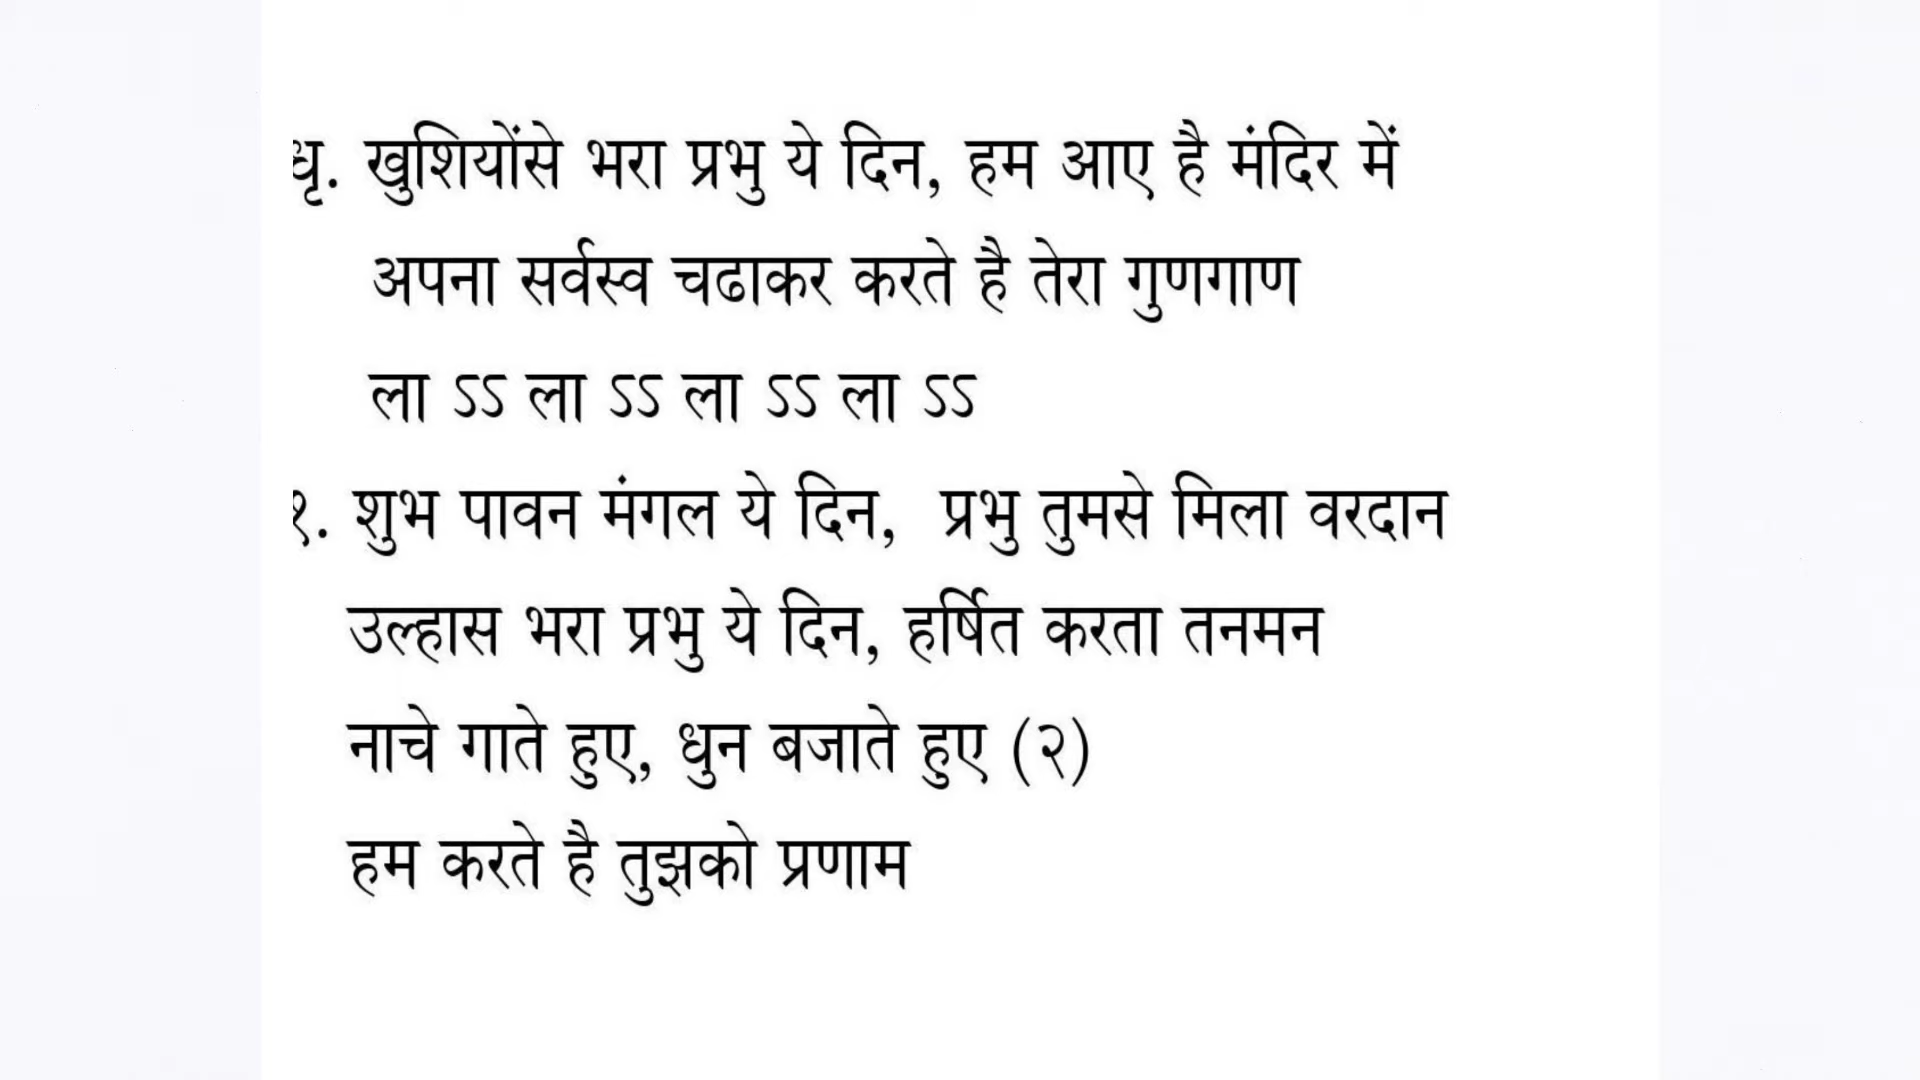 धृ. खुशियोंसे भरा प्रभु ये दिन, हम आए है मंदिर में
अपना सर्वस्व चढाकर करते है तेरा गुणगाण
ला ऽऽ ला ऽऽ ला ऽऽ ला ऽऽ
१. शुभ पावन मंगल ये दिन, प्रभु तुमसे मिला वरदान
उल्हास भरा प्रभु ये दिन, हर्षित करता तनमन
नाचे गाते हुए, धुन बजाते हुए (२)
हम करते है तुझको प्रणाम